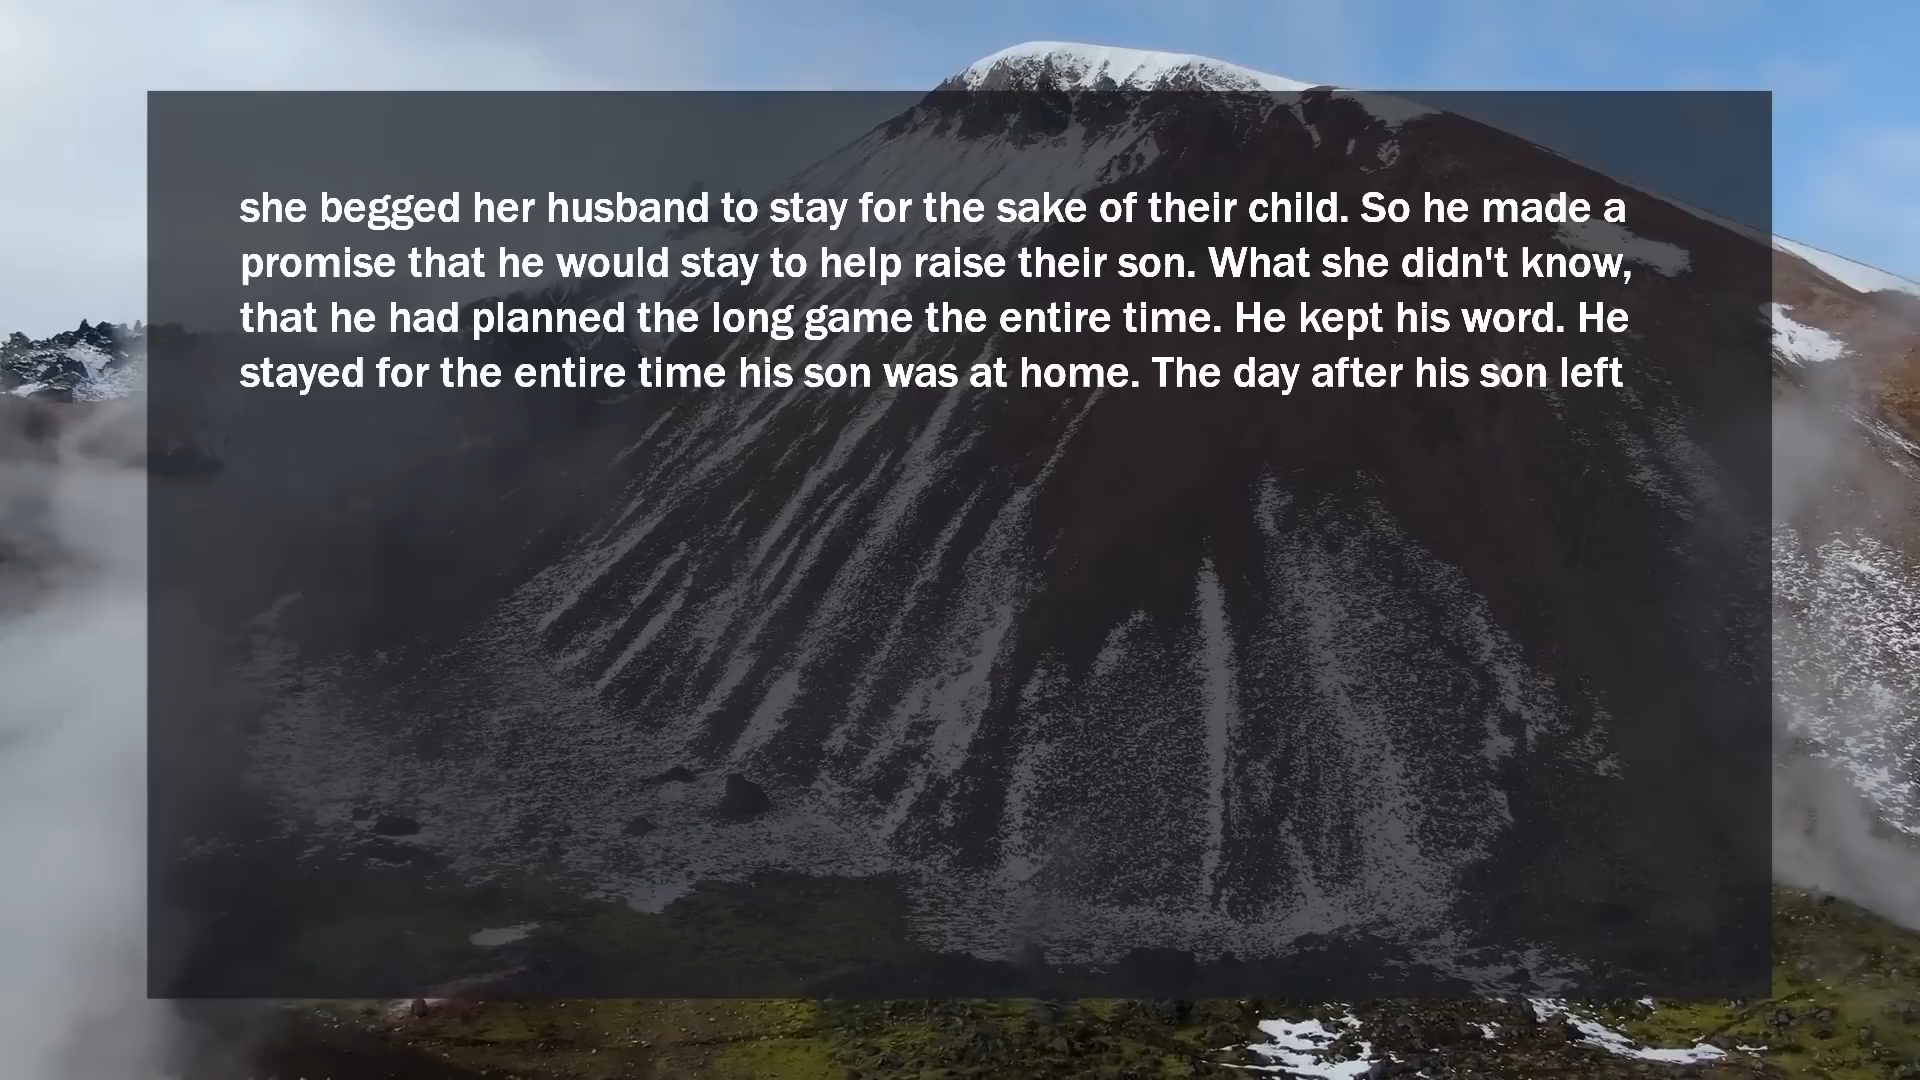 she begged her husband to stay for the sake of their child. So he made a
promise that he would stay to help raise their son. What she didn't know,
that he had planned the long game the entire time. He kept his word. He
stayed for the entire time his son was at home. The day after his son left